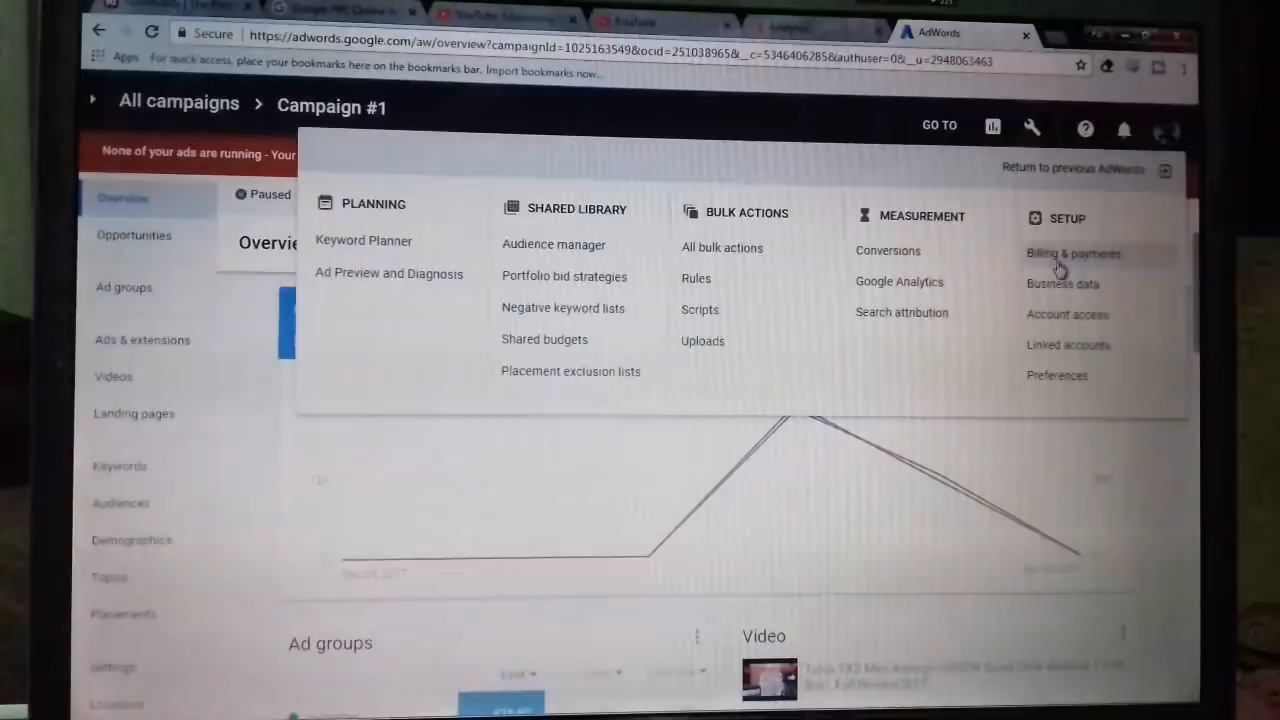 AdWords
Secure https://adwords.google.com/aw/overview?campaignId=1025163549&ocid=251038965&__c=5346406285&authuser=0&__u=2948063463
Apps For quick access, place your bookmarks here on the bookmarks bar. Import bookmarks now...
All campaigns > Campaign #1
GO TO
None of your ads are running - Your
Return to previous AdWords
Overview
Opportunities
Ad groups
Ads & extensions
Videos
Landing pages
Keywords
Audiences
Demographics
Topics
Placements
Settings
Locations
Paused
PLANNING
Keyword Planner
Ad Preview and Diagnosis
SHARED LIBRARY
Audience manager
Portfolio bid strategies
Negative keyword lists
Shared budgets
Placement exclusion lists
BULK ACTIONS
All bulk actions
Rules
Scripts
Uploads
MEASUREMENT
Conversions
Google Analytics
Search attribution
SETUP
Billing & payments
Business data
Account access
Linked accounts
Preferences
Ad groups
Video